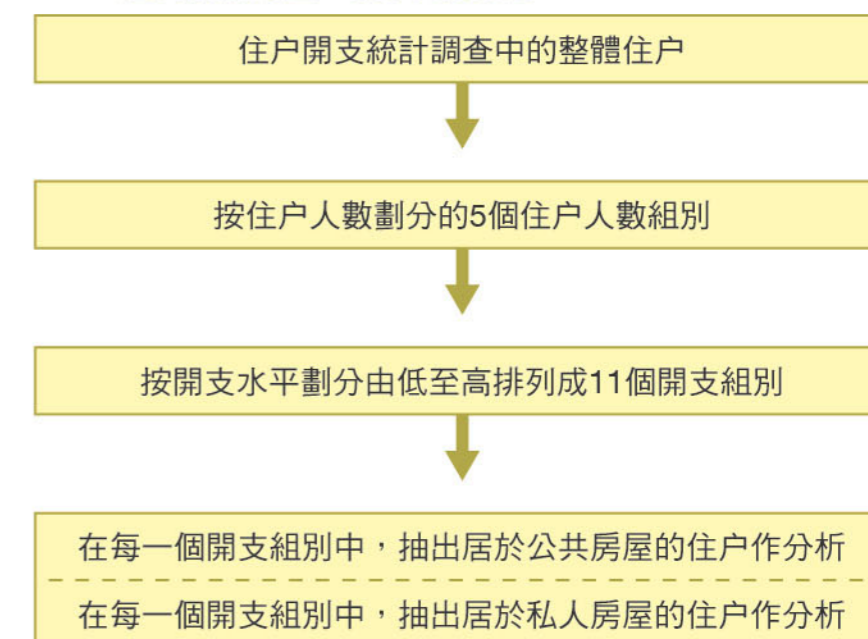 住户開支統計調查中的整體住户
按住户人數劃分的5個住户人數組別
按開支水平劃分由低至高排列成11個開支組別
在每一個開支組別中，抽出居於公共房屋的住户作分析
在每一個開支組別中，抽出居於私人房屋的住户作分析